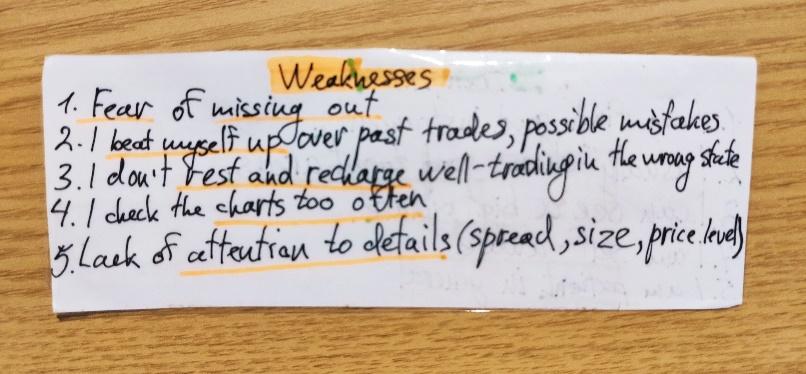 Weaknesses
1. Fear of missing out
2. I beat myself up over past trades, possible mistakes
3. I don't rest and recharge well-trading in the wrong state
4. I check the charts too often
5. Lack of attention to details (spread, size, price level)